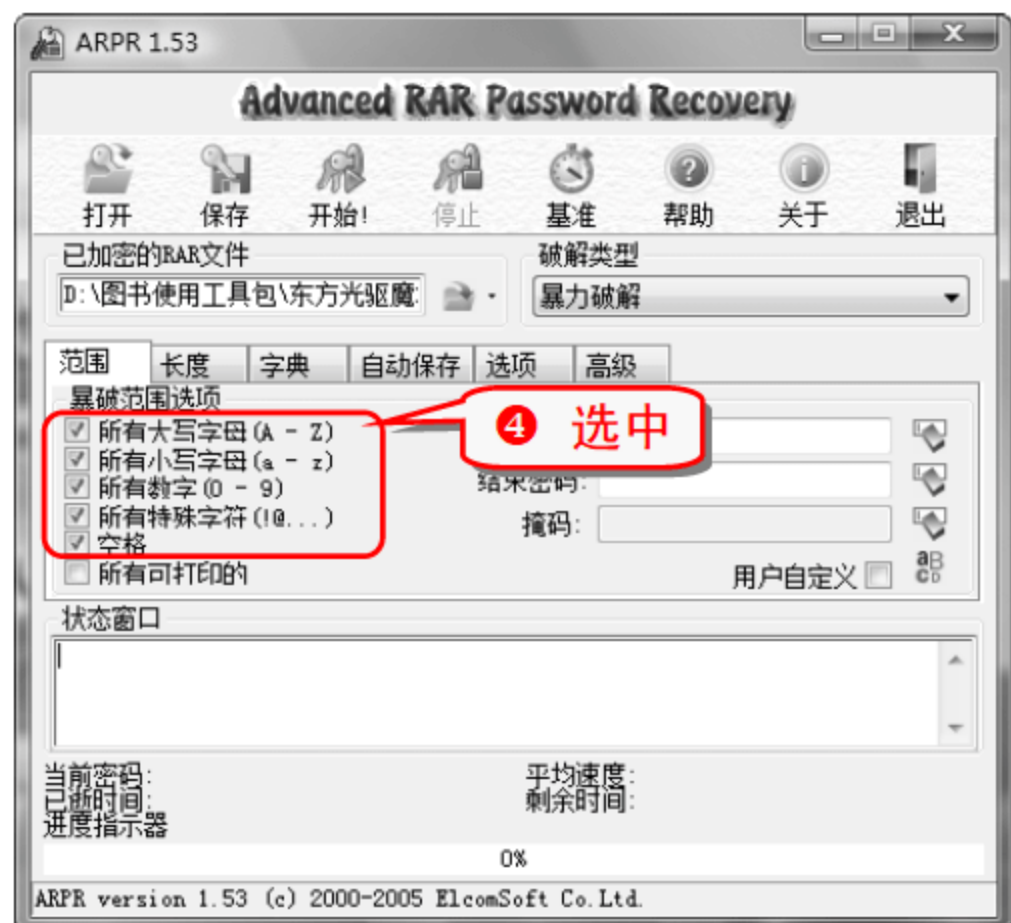 ARPR 1.53
Advanced RAR Password Recovery
打开 保存 开始! 停止 基准 帮助 关于 退出
已加密的RAR文件 破解类型
D:\图书使用工具包\东方光驱魔 暴力破解
范围 长度 字典 自动保存 选项 高级
暴破范围选项
所有大写字母(A - Z)
❹ 选中
所有小写字母(a - z)
所有数字(0 - 9) 结束密码:
所有特殊字符(!@...) 掩码:
空格
所有可打印的 用户自定义 aBCD
状态窗口
当前密码: 平均速度:
已逝时间: 剩余时间:
进度指示器
0%
ARPR version 1.53 (c) 2000-2005 ElcomSoft Co.Ltd.